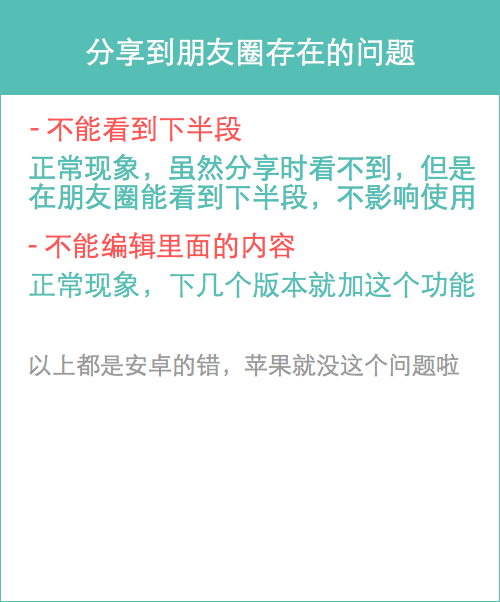 分享到朋友圈存在的问题
- 不能看到下半段
正常现象，虽然分享时看不到，但是
在朋友圈能看到下半段，不影响使用
- 不能编辑里面的内容
正常现象，下几个版本就加这个功能
以上都是安卓的错，苹果就没这个问题啦